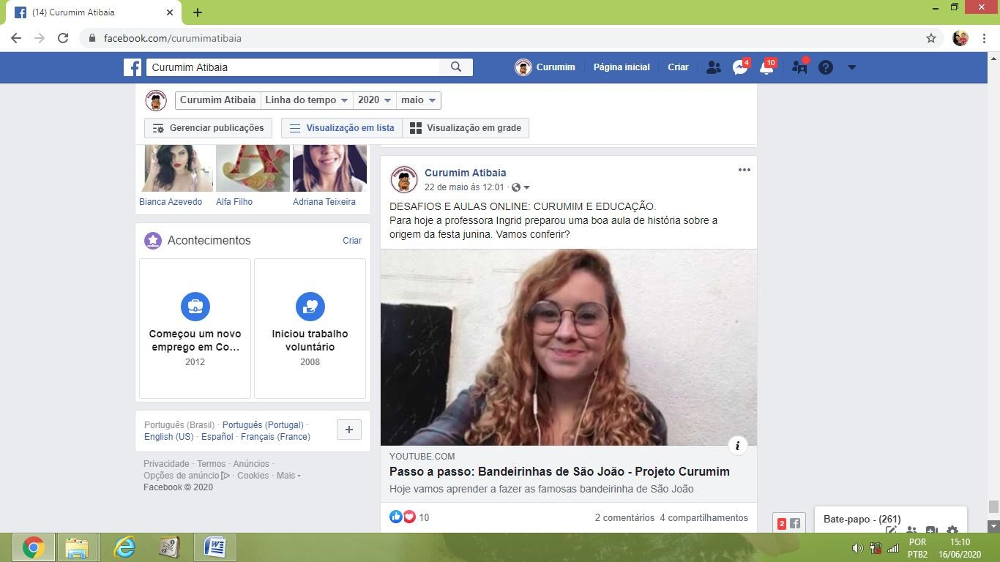 (14) Curumim Atibaia
facebook.com/curumimatibaia
Curumim Atibaia
Curumim
Página inicial
Criar
4
10
Curumim Atibaia
Linha do tempo
2020
maio
Gerenciar publicações
Visualização em lista
Visualização em grade
Bianca Azevedo
Alfa Filho
Adriana Teixeira
Acontecimentos
Criar
Começou um novo
emprego em Co...
2012
Iniciou trabalho
voluntário
2008
Português (Brasil) · Português (Portugal) ·
English (US) · Español · Français (France)
Privacidade · Termos · Anúncios ·
Opções de anúncio · Cookies · Mais
Facebook © 2020
Curumim Atibaia
22 de maio às 12:01 ·
DESAFIOS E AULAS ONLINE: CURUMIM E EDUCAÇÃO.
Para hoje a professora Ingrid preparou uma boa aula de história sobre a
origem da festa junina. Vamos conferir?
YOUTUBE.COM
Passo a passo: Bandeirinhas de São João - Projeto Curumim
Hoje vamos aprender a fazer as famosas bandeirinha de São João
10
2 comentários 4 compartilhamentos
2
Bate-papo - (261)
POR
PTB2
15:10
16/06/2020